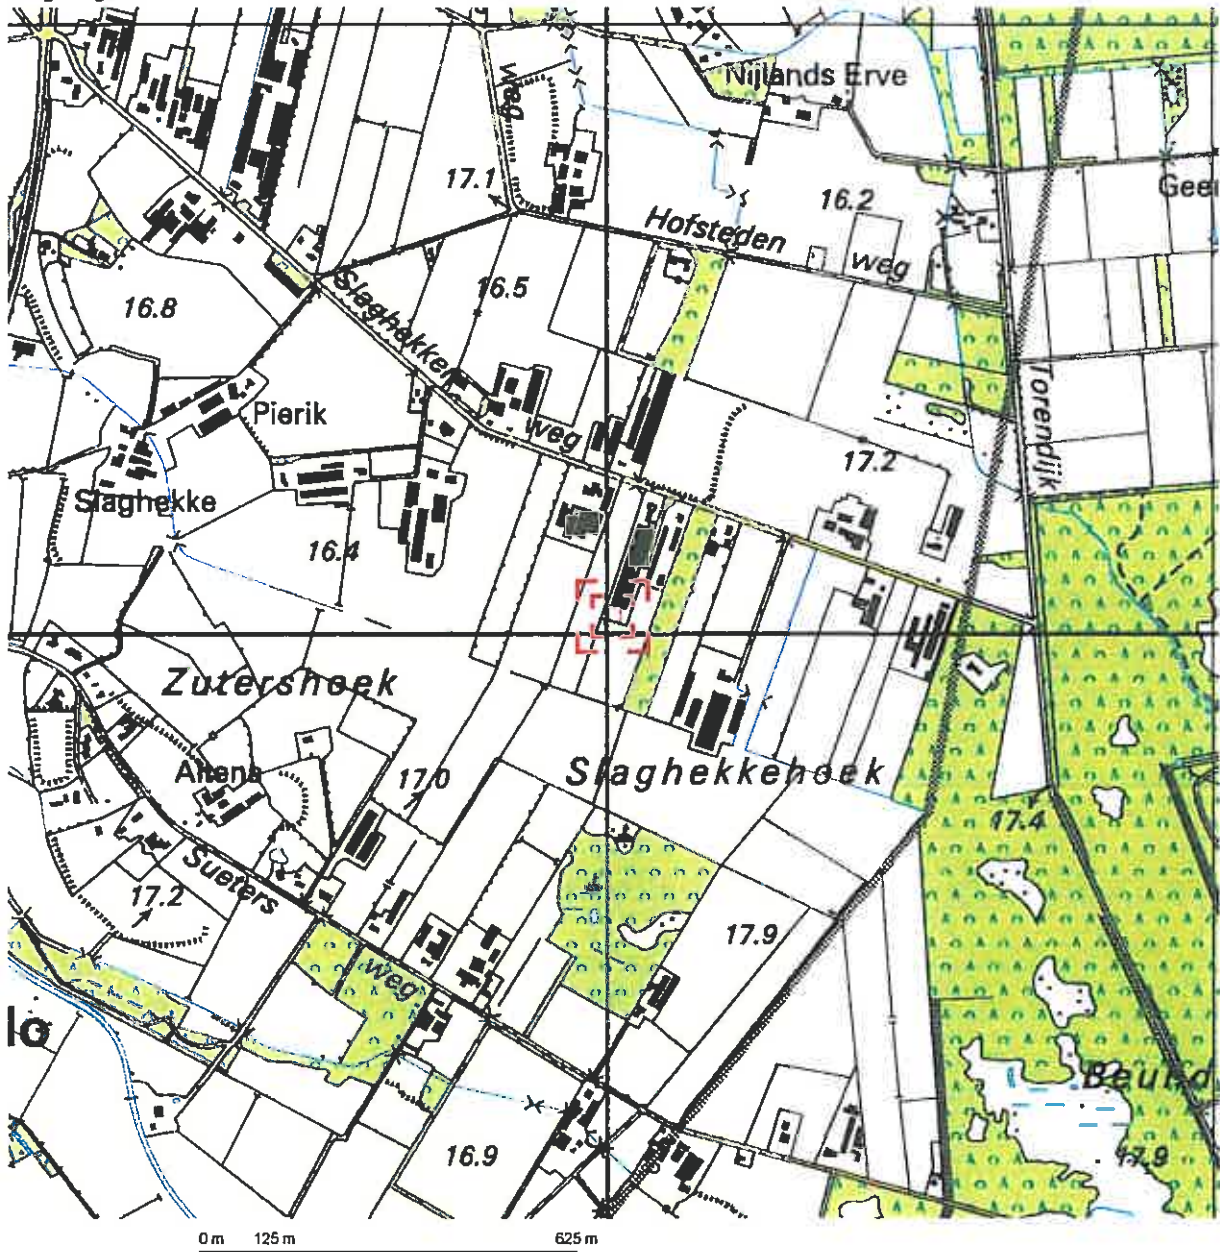 weg
Nijlands Erve
17.1
16.2
Geer
Hofsteden
weg
16.5
16.8
Slaghekker
Torendijk
Pierik
weg
17.2
Slaghekke
16.4
Zutershoek
Altena
17.0
Slaghekkehoek
17.4
Sueters
17.2
17.9
weg
lo
Beuld
16.9
17.9
0 m 125 m 625 m